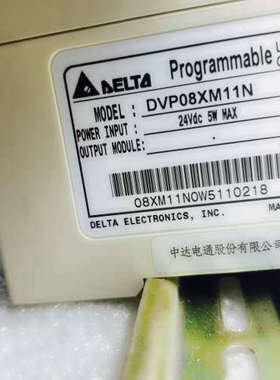 DELTA Programmable
MODEL : DVP08XM11N
POWER INPUT : 24Vdc 5W MAX
OUTPUT MODULE: .
08XM11N0W5110218
DELTA ELECTRONICS, INC. MA
中达电通股份有限公